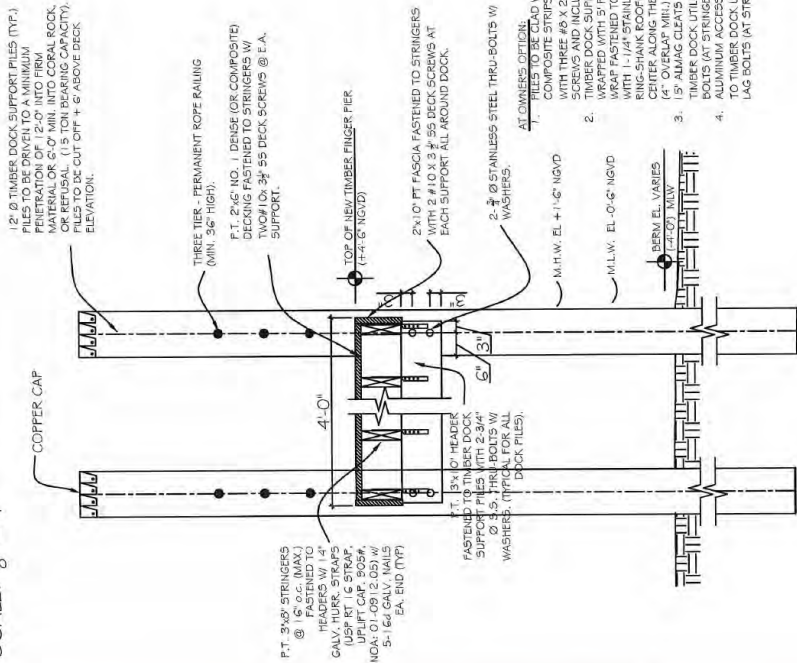 12" Ø TIMBER DOCK SUPPORT PILES (TYP.)
PILES TO BE DRIVEN TO A MINIMUM
PENETRATION OF 12'-0" INTO FIRM
MATERIAL OR 6'-0" MIN. INTO CORAL ROCK,
OR REFUSAL. (15 TON BEARING CAPACITY).
PILES TO BE CUT OFF + 6' ABOVE DECK
ELEVATION.
COPPER CAP
THREE TIER - PERMANENT ROPE RAILING
(MIN. 36" HIGH).
P.T. 2"x6" NO. 1 DENSE (OR COMPOSITE)
DECKING FASTENED TO STRINGERS W/
TWO#10x 3½" SS DECK SCREWS @ E.A.
SUPPORT.
TOP OF NEW TIMBER FINGER PIER
(+4'-6" NGVD)
4'-0"
P.T. 3"x8" STRINGERS
@ 16" o.c. (MAX.)
FASTENED TO
HEADERS W/ 14"
GALV. HURR. STRAPS
(USP RT 16 STRAP,
UPLIFT CAP. 905#,
NOA: 01-0912.05) W/
5-16d GALV. NAILS
EA. END (TYP)
2"x10" PT FASCIA FASTENED TO STRINGERS
WITH 2 #10 X 3 ½" SS DECK SCREWS AT
EACH SUPPORT ALL AROUND DOCK.
3"
3"
6"
3"
P.T. 3"x10" HEADER
FASTENED TO TIMBER DOCK
SUPPORT PILES WITH 2-3/4"
Ø S.S. THRU-BOLTS W/
WASHERS. (TYPICAL FOR ALL
DOCK PILES).
2-¾" Ø STAINLESS STEEL THRU-BOLTS W/
WASHERS.
M.H.W. EL +1'-6" NGVD
M.L.W. EL -0'-6" NGVD
BERM EL. VARIES
(-4'-0") MLW
AT OWNERS OPTION:
1. PILES TO BE CLAD
COMPOSITE STRIPS
WITH THREE #8 X 2
SCREWS AND INCLU
2. TIMBER DOCK SUP
WRAPPED WITH 5' F
WRAP FASTENED TO
WITH 1-1/4" STAINL
RING-SHANK ROOF
CENTER ALONG THE
(4" OVERLAP MIN.)
3. 15" ALMAG CLEATS
TIMBER DOCK UTIL
BOLTS (AT STRINGE
4. ALUMINUM ACCESS
TO TIMBER DOCK U
LAG BOLTS (AT STR